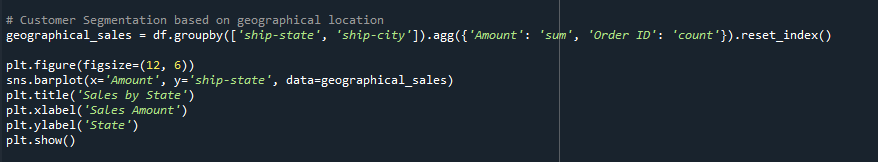 # Customer Segmentation based on geographical location
geographical_sales = df.groupby(['ship-state', 'ship-city']).agg({'Amount': 'sum', 'Order ID': 'count'}).reset_index()
plt.figure(figsize=(12, 6))
sns.barplot(x='Amount', y='ship-state', data=geographical_sales)
plt.title('Sales by State')
plt.xlabel('Sales Amount')
plt.ylabel('State')
plt.show()